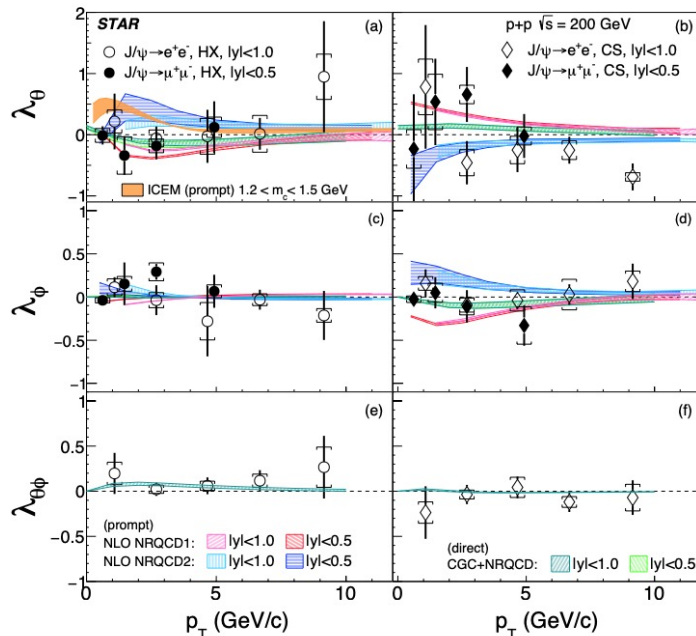 STAR (a) p+p √s = 200 GeV (b)
J/ψ→e⁺e⁻, HX, |y|<1.0 J/ψ→e⁺e⁻, CS, |y|<1.0
J/ψ→μ⁺μ⁻, HX, |y|<0.5 J/ψ→μ⁺μ⁻, CS, |y|<0.5
λθ
2
1
0
−1
ICEM (prompt) 1.2 < m_c < 1.5 GeV
(c) (d)
λφ
0.5
0
−0.5
−1
(e) (f)
λθφ
0.5
0
−0.5
−1
(prompt)
NLO NRQCD1: |y|<1.0 |y|<0.5
NLO NRQCD2: |y|<1.0 |y|<0.5
(direct)
CGC+NRQCD: |y|<1.0 |y|<0.5
0 5 10 0 5 10
p_T (GeV/c) p_T (GeV/c)